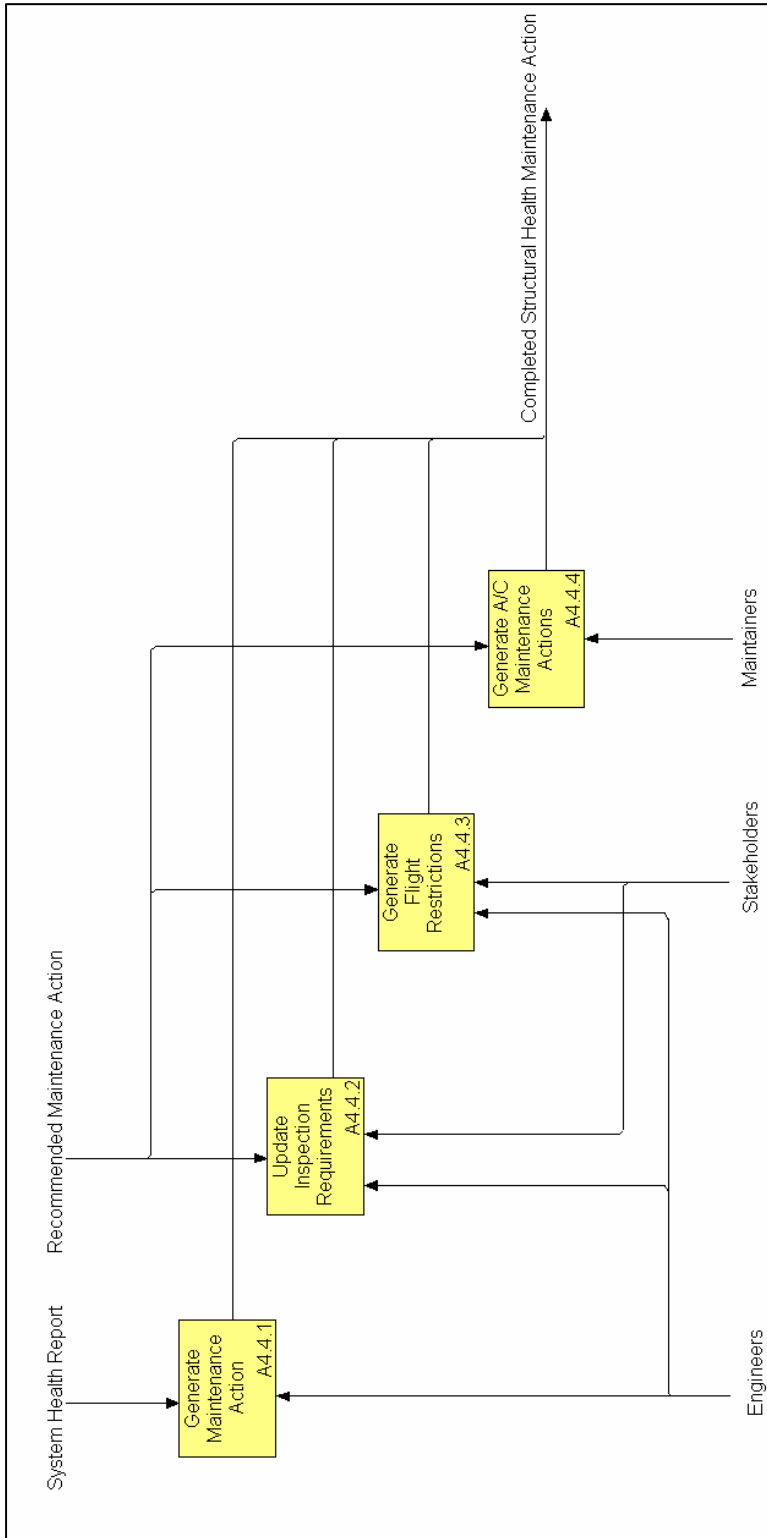 System Health Report
Recommended Maintenance Action
Generate
Maintenance
Action
A4.4.1
Update
Inspection
Requirements
A4.4.2
Generate
Flight
Restrictions
A4.4.3
Generate A/C
Maintenance
Actions
A4.4.4
Completed Structural Health Maintenance Action
Engineers
Stakeholders
Maintainers